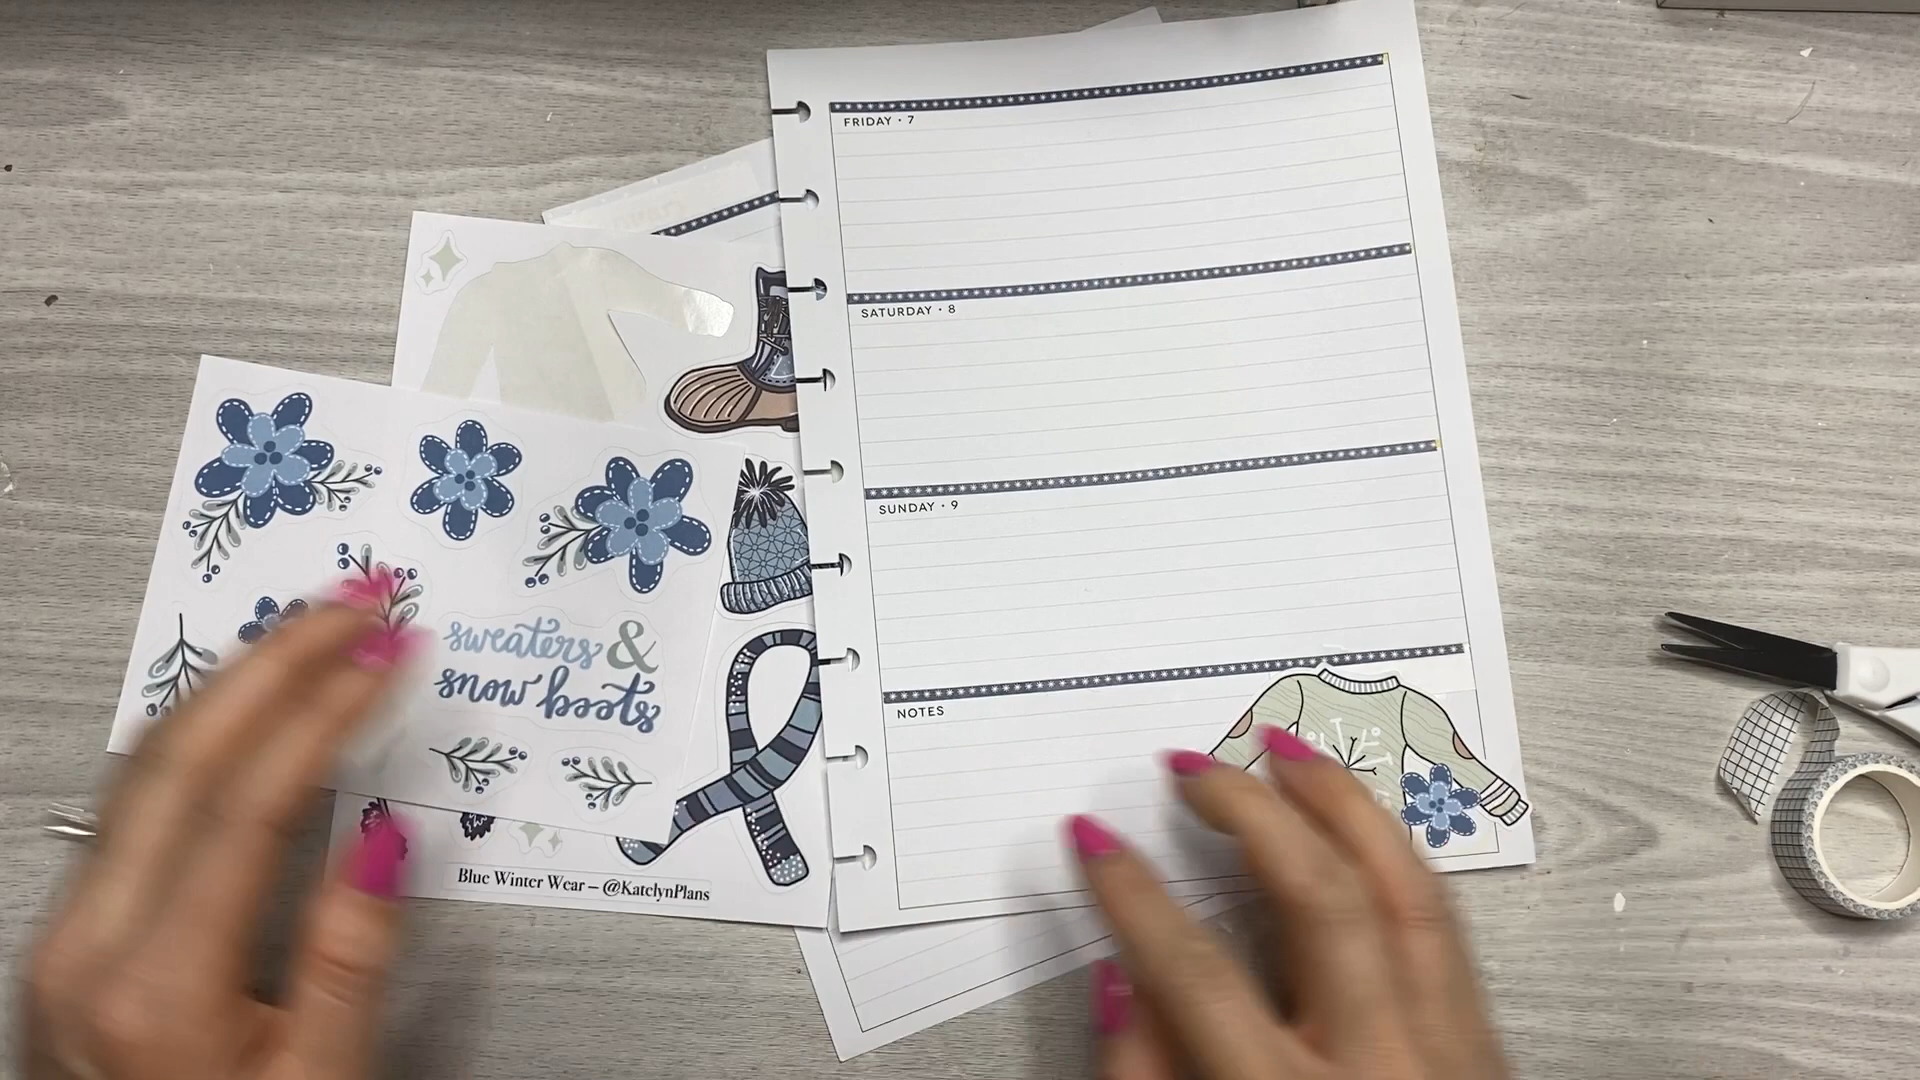 FRIDAY • 7
SATURDAY • 8
SUNDAY • 9
NOTES
sweaters &
snow boots
Blue Winter Wear – @KatelynPlans